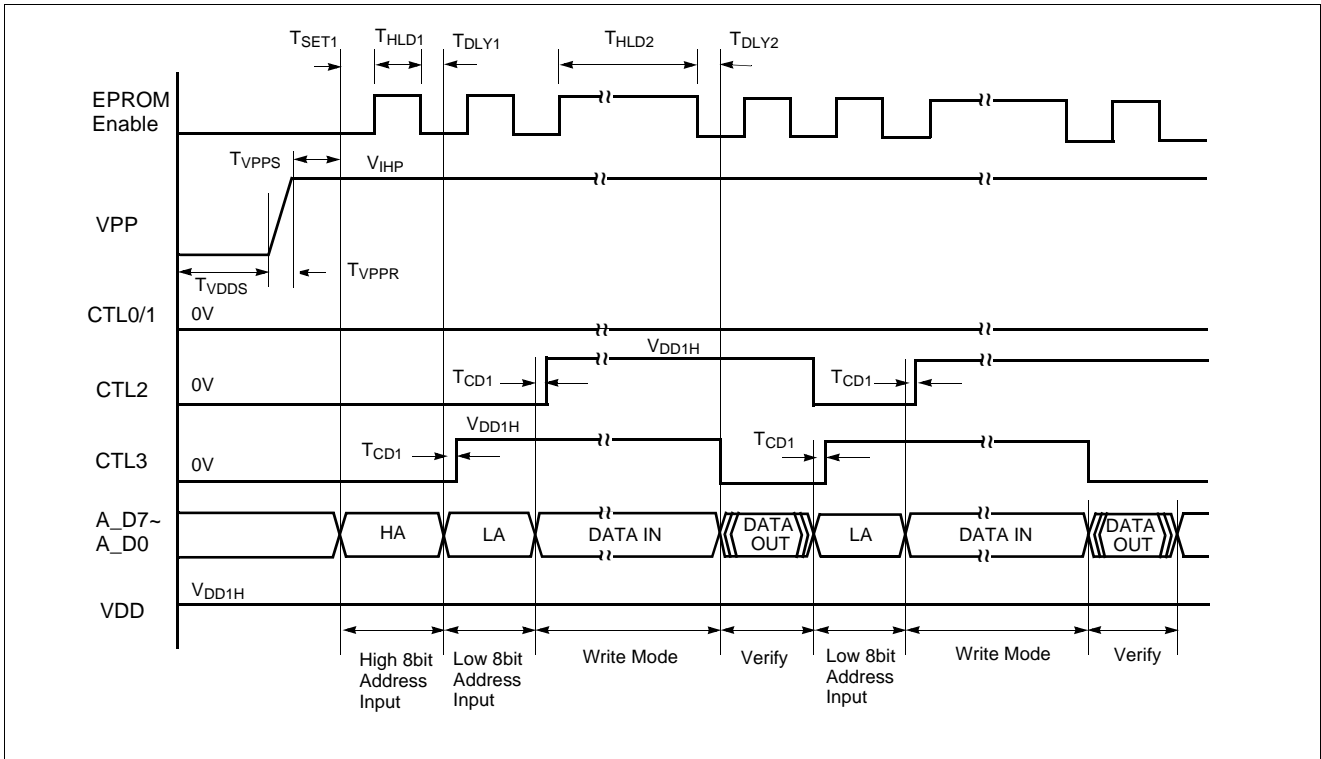 TSET1 THLD1 TDLY1 THLD2 TDLY2
EPROM
Enable
TVPPS VIHP
VPP
TVDDS TVPPR
CTL0/1 0V
VDD1H
CTL2 0V TCD1 TCD1
VDD1H
CTL3 0V TCD1 TCD1
A_D7~
A_D0
HA LA DATA IN DATA
OUT LA DATA IN DATA
OUT
VDD VDD1H
High 8bit
Address
Input
Low 8bit
Address
Input
Write Mode
Verify
Low 8bit
Address
Input
Write Mode
Verify